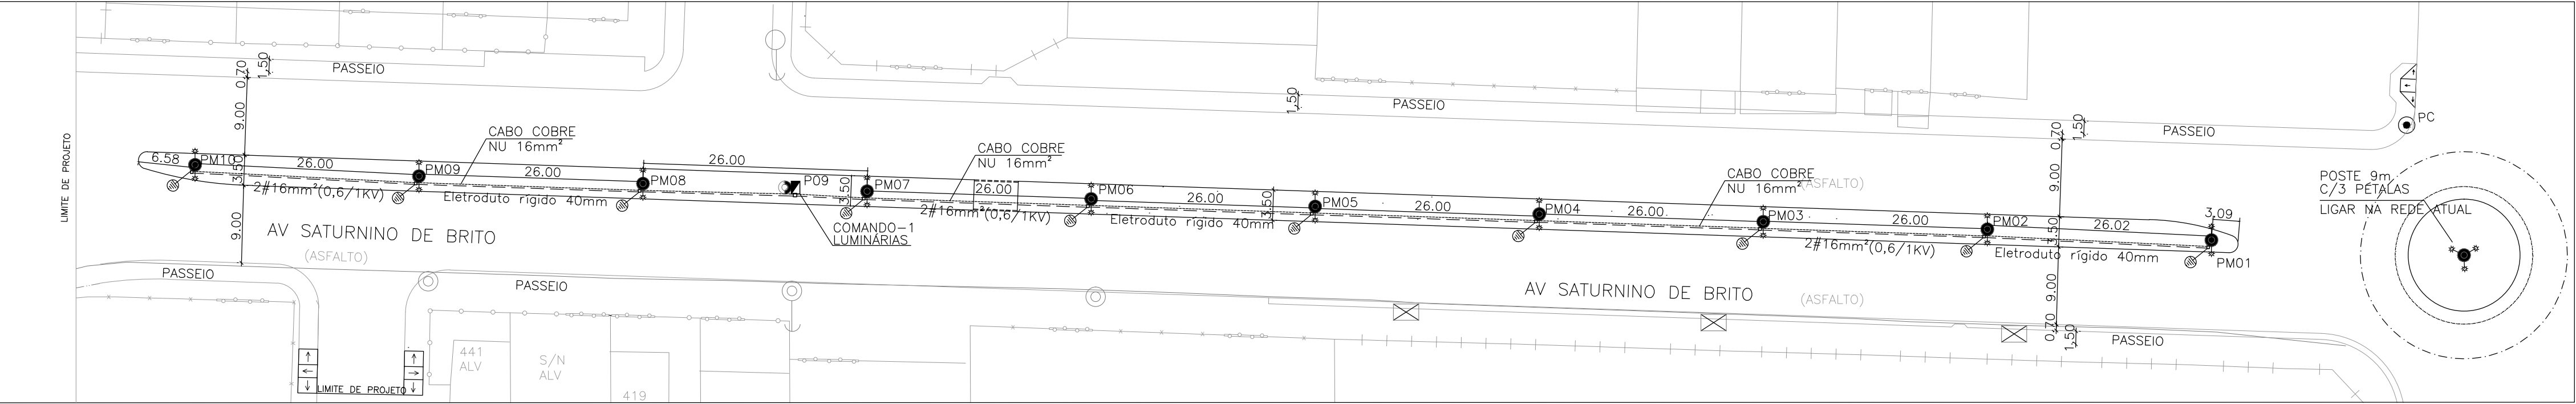 PASSEIO
0,70
1,50
9.00
LIMITE DE PROJETO
6.58
PM10
3.50
26.00
CABO COBRE
NU 16mm²
PM09
26.00
2#16mm²(0,6/1KV)
Eletroduto rígido 40mm
PM08
26.00
P09
3.50
PM07
COMANDO-1
LUMINÁRIAS
CABO COBRE
NU 16mm²
26.00
2#16mm²(0,6/1KV)
PM06
26.00
Eletroduto rígido 40mm
3.50
PM05
26.00
PM04
26.00
CABO COBRE
NU 16mm²
(ASFALTO)
PM03
26.00
2#16mm²(0,6/1KV)
PM02
Eletroduto rígido 40mm
26.02
3.09
PM01
1,50
PASSEIO
0,70
1,50
PASSEIO
9.00
3.50
9.00
0,70
1,50
PASSEIO
PC
POSTE 9m
C/3 PÉTALAS
LIGAR NA REDE ATUAL
9.00
AV SATURNINO DE BRITO
(ASFALTO)
PASSEIO
PASSEIO
AV SATURNINO DE BRITO
(ASFALTO)
441
ALV
S/N
ALV
419
LIMITE DE PROJETO